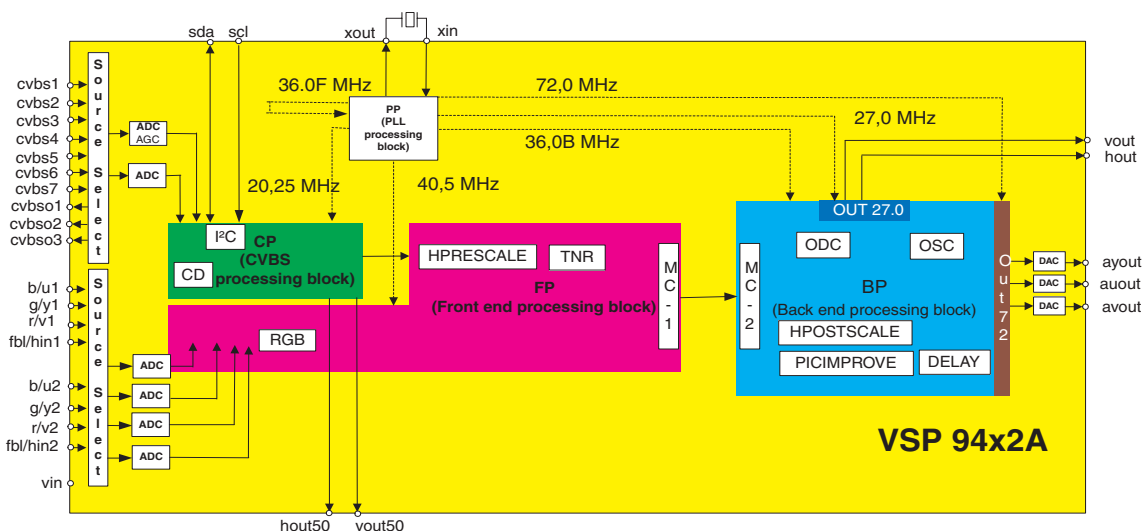 sda
scl
xout
xin
cvbs1
cvbs2
cvbs3
cvbs4
cvbs5
cvbs6
cvbs7
cvbso1
cvbso2
cvbso3
Source Select
ADC
AGC
ADC
36.0F MHz
72,0 MHz
PP
(PLL
processing
block)
27,0 MHz
36,0B MHz
20,25 MHz
40,5 MHz
vout
hout
I²C
CP
(CVBS
processing block)
CD
HPRESCALE
TNR
FP
(Front end processing block)
MC-1
RGB
MC-2
OUT 27.0
ODC
OSC
BP
(Back end processing block)
HPOSTSCALE
PICIMPROVE
DELAY
Out72
DAC
DAC
DAC
ayout
auout
avout
b/u1
g/y1
r/v1
fbl/hin1
b/u2
g/y2
r/v2
fbl/hin2
vin
Source Select
ADC
ADC
ADC
ADC
VSP 94x2A
hout50
vout50